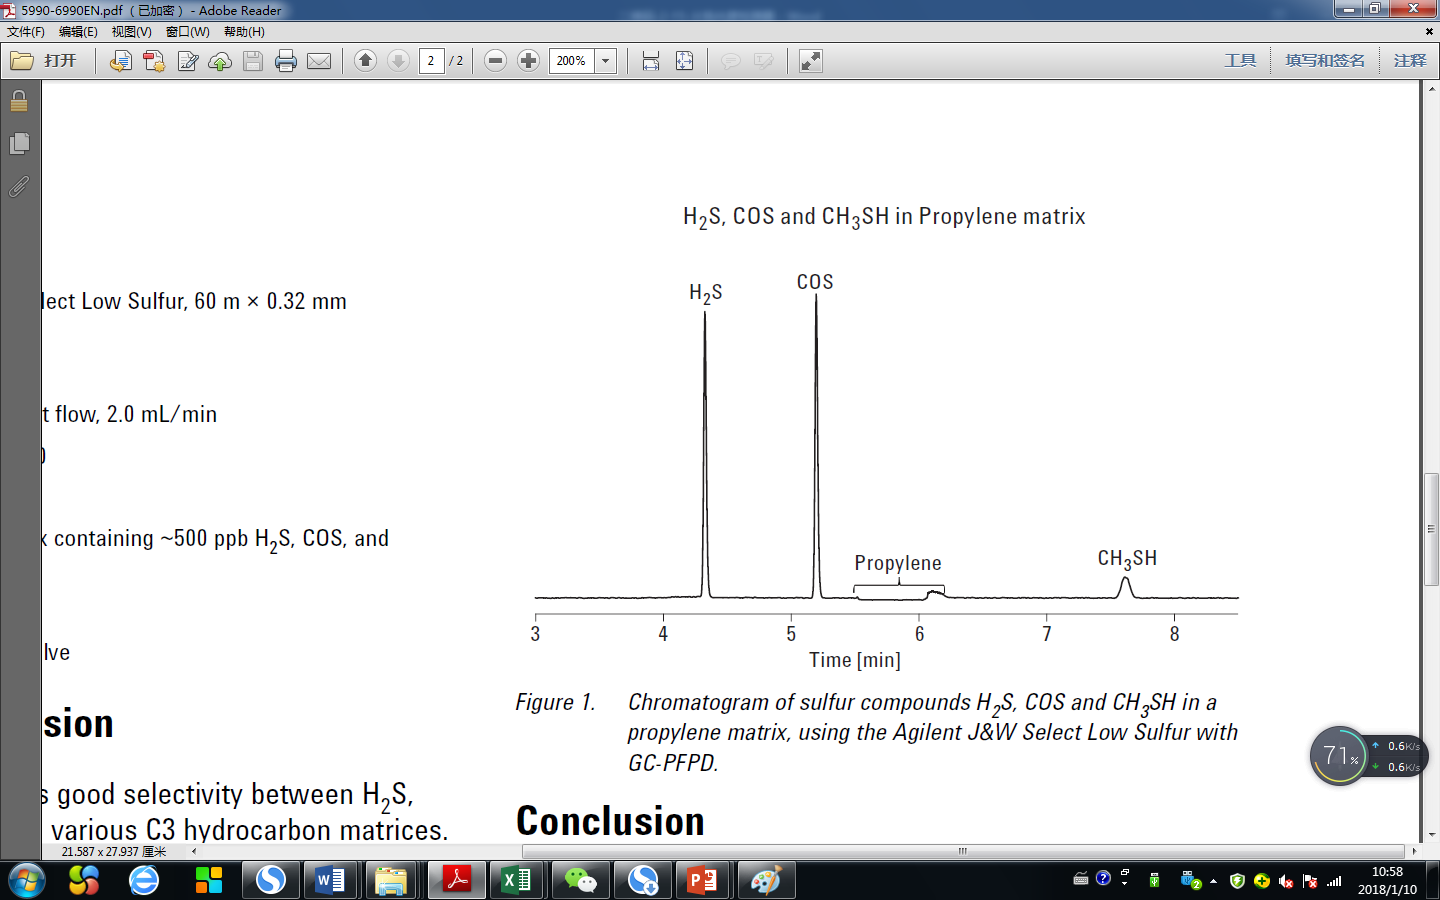 5990-6990EN.pdf （已加密） - Adobe Reader
文件(F) 编辑(E) 视图(V) 窗口(W) 帮助(H)
打开 2 / 2 200% 工具 填写和签名 注释
H2S, COS and CH3SH in Propylene matrix
COS
H2S
lect Low Sulfur, 60 m × 0.32 mm
t flow, 2.0 mL/min
containing ~500 ppb H2S, COS, and
Propylene
CH3SH
3 4 5 6 7 8
Time [min]
lve
Figure 1. Chromatogram of sulfur compounds H2S, COS and CH3SH in a
propylene matrix, using the Agilent J&W Select Low Sulfur with
GC-PFPD.
sion
s good selectivity between H2S,
various C3 hydrocarbon matrices.
Conclusion
71%
0.6K/s
0.6K/s
21.587 x 27.937 厘米
10:58
2018/1/10